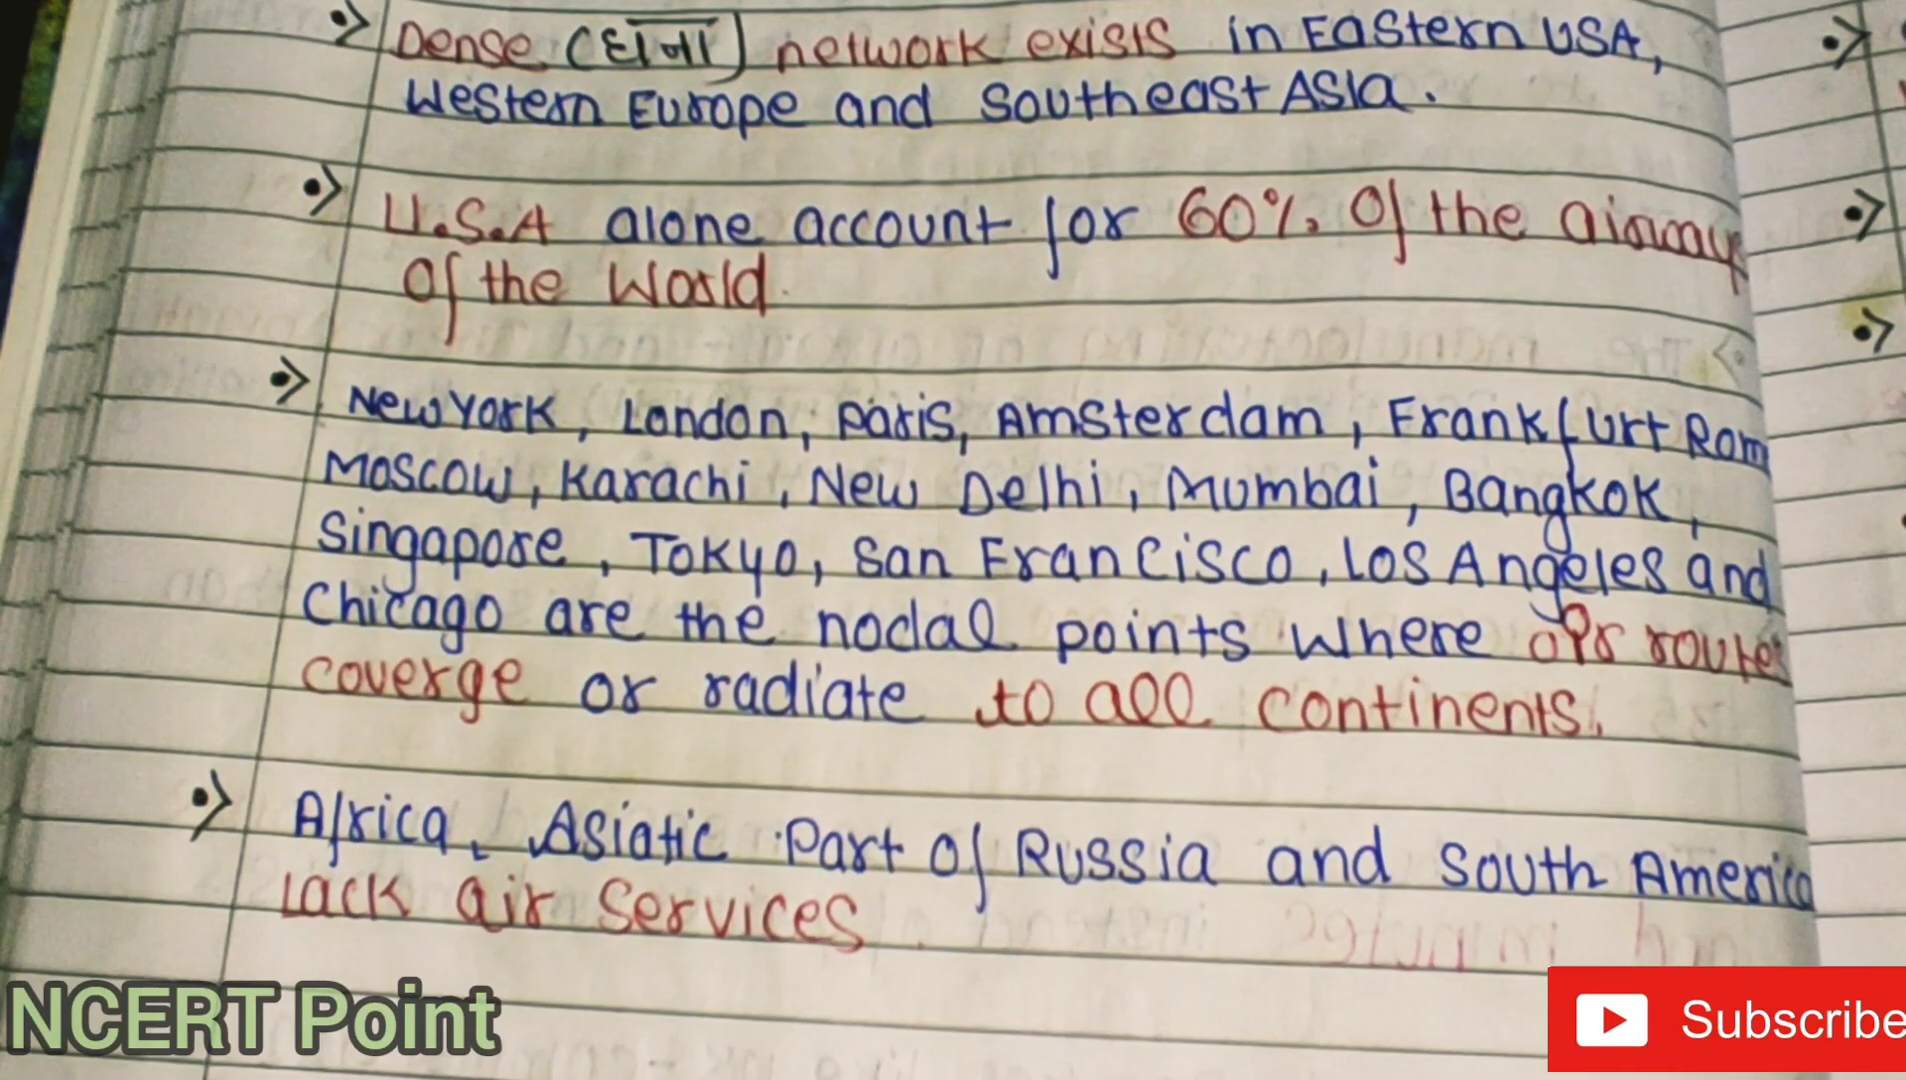 Dense (घाना) network exists in Eastern USA,
Western Europe and Southeast Asia.
U.S.A alone account for 60% of the airways
of the World.
New York, London, Paris, Amsterdam, Frankfurt Rom
Moscow, Karachi, New Delhi, Mumbai, Bangkok,
Singapore, Tokyo, San Francisco, Los Angeles and
Chicago are the nodal points where air routes
coverge or radiate to all continents.
Africa, Asiatic Part of Russia and South America
Lack air Services.
NCERT Point
Subscribe